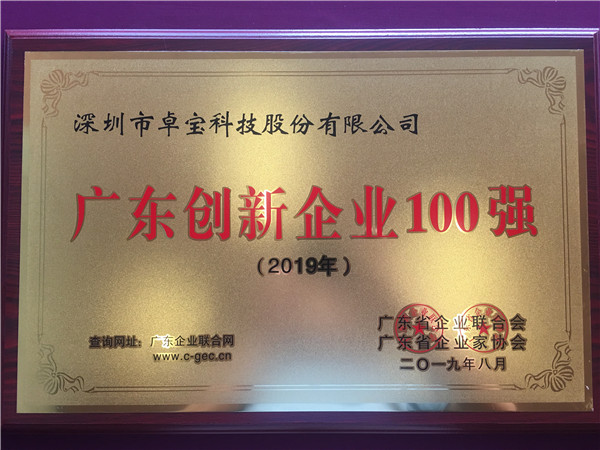 深圳市卓宝科技股份有限公司
广东创新企业100强
(2019年)
广东省企业联合会
广东省企业家协会
二〇一九年八月
查询网址：广东企业联合网
www.c-gec.cn